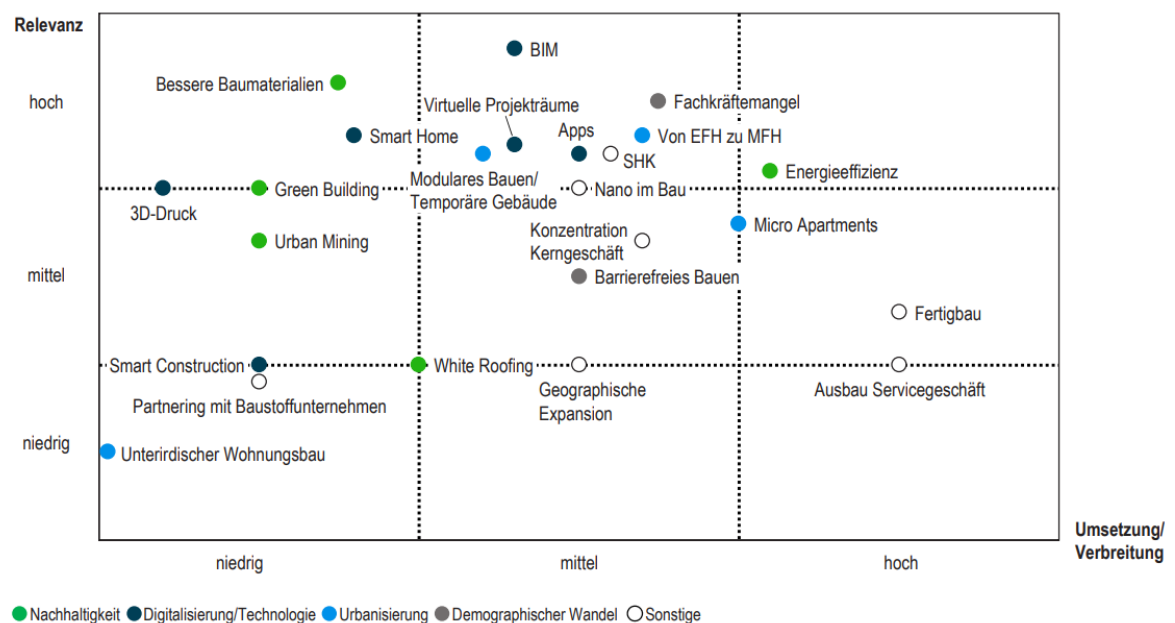 Relevanz
BIM
Bessere Baumaterialien
hoch
Fachkräftemangel
Virtuelle Projekträume
Smart Home
Apps
Von EFH zu MFH
SHK
Energieeffizienz
Modulares Bauen/
Temporäre Gebäude
Green Building
Nano im Bau
3D-Druck
Micro Apartments
Konzentration
Kerngeschäft
Urban Mining
mittel
Barrierefreies Bauen
Fertigbau
Smart Construction
White Roofing
Geographische
Expansion
Ausbau Servicegeschäft
Partnering mit Baustoffunternehmen
niedrig
Unterirdischer Wohnungsbau
Umsetzung/
Verbreitung
niedrig
mittel
hoch
Nachhaltigkeit Digitalisierung/Technologie Urbanisierung Demographischer Wandel Sonstige